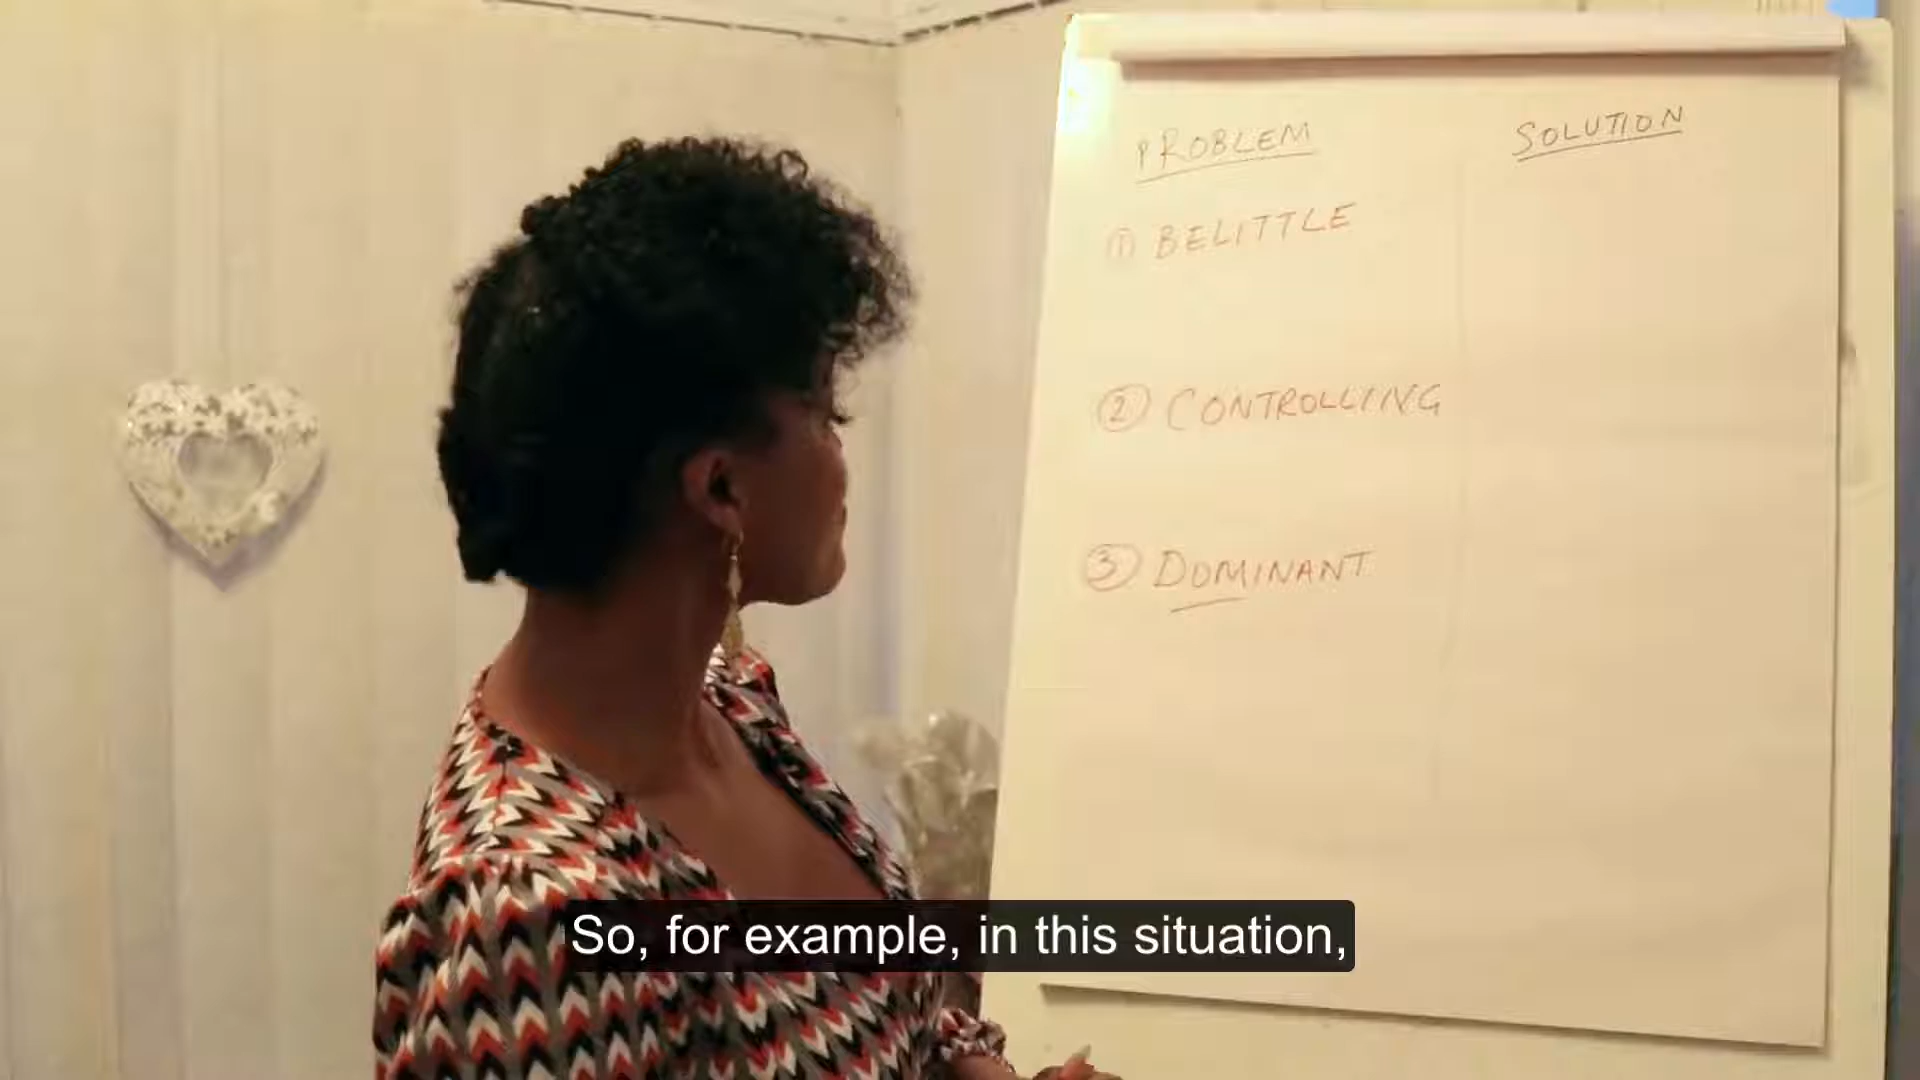 PROBLEM SOLUTION
① BELITTLE
② CONTROLLING
③ DOMINANT
So, for example, in this situation,